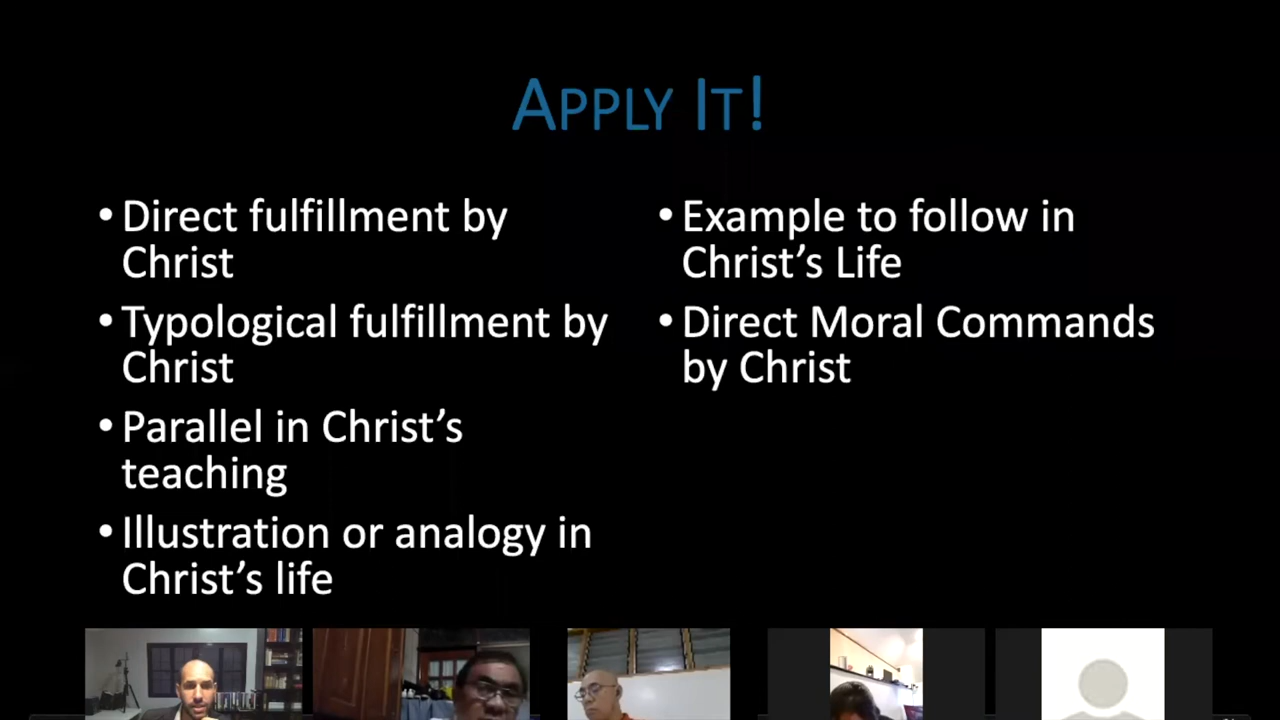 APPLY IT!
• Direct fulfillment by
Christ
• Typological fulfillment by
Christ
• Parallel in Christ’s
teaching
• Illustration or analogy in
Christ’s life
• Example to follow in
Christ’s Life
• Direct Moral Commands
by Christ